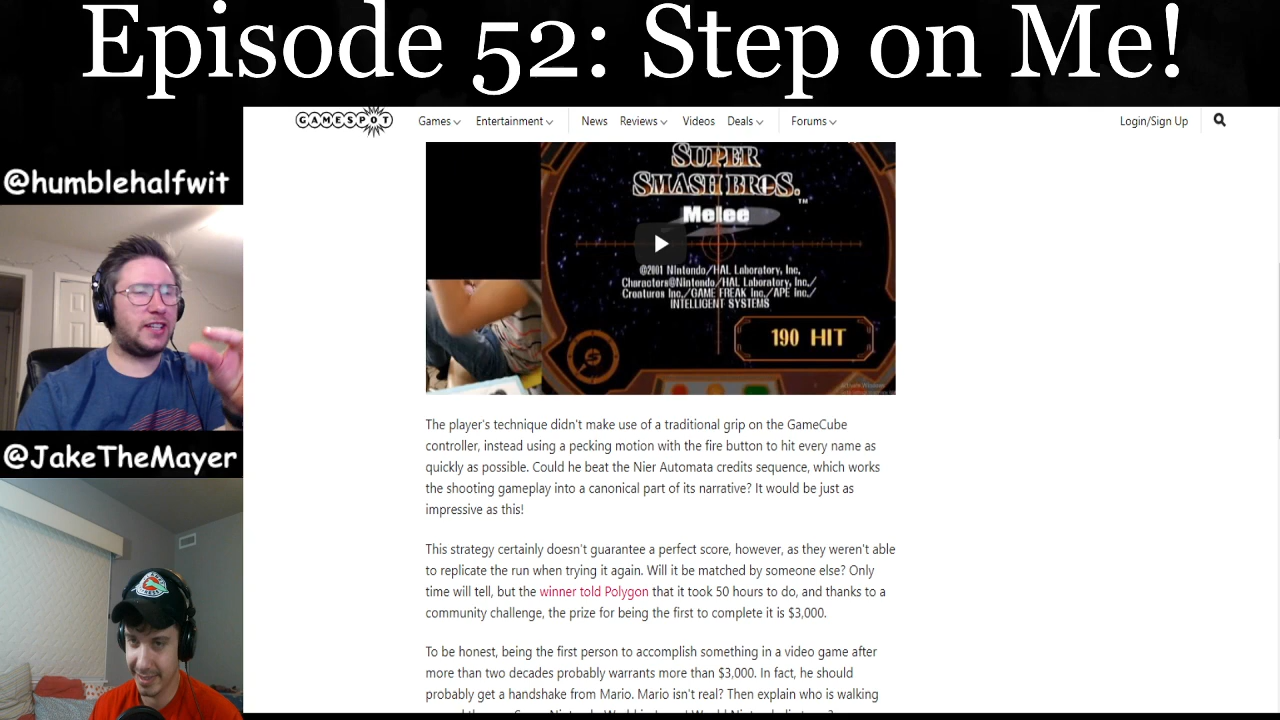 Episode 52: Step on Me!
GAMESPOT
Games
Entertainment
News
Reviews
Videos
Deals
Forums
Login/Sign Up
@humblehalfwit
@JakeTheMayer
SUPER
SMASH BROS.
TM
Melee
©2001 Nintendo/HAL Laboratory, Inc.
Characters©Nintendo/HAL Laboratory, Inc./
Creatures Inc./GAME FREAK Inc./APE Inc./
INTELLIGENT SYSTEMS
190 HIT
The player's technique didn't make use of a traditional grip on the GameCube
controller, instead using a pecking motion with the fire button to hit every name as
quickly as possible. Could he beat the Nier Automata credits sequence, which works
the shooting gameplay into a canonical part of its narrative? It would be just as
impressive as this!
This strategy certainly doesn't guarantee a perfect score, however, as they weren't able
to replicate the run when trying it again. Will it be matched by someone else? Only
time will tell, but the winner told Polygon that it took 50 hours to do, and thanks to a
community challenge, the prize for being the first to complete it is $3,000.
To be honest, being the first person to accomplish something in a video game after
more than two decades probably warrants more than $3,000. In fact, he should
probably get a handshake from Mario. Mario isn't real? Then explain who is walking